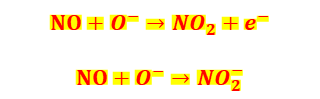 NO + O⁻ → NO₂ + e⁻
NO + O⁻ → NO₂⁻